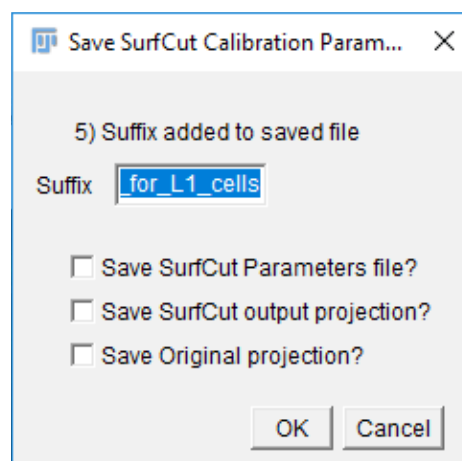 Save SurfCut Calibration Param...
5) Suffix added to saved file
Suffix _for_L1_cells
Save SurfCut Parameters file?
Save SurfCut output projection?
Save Original projection?
OK Cancel